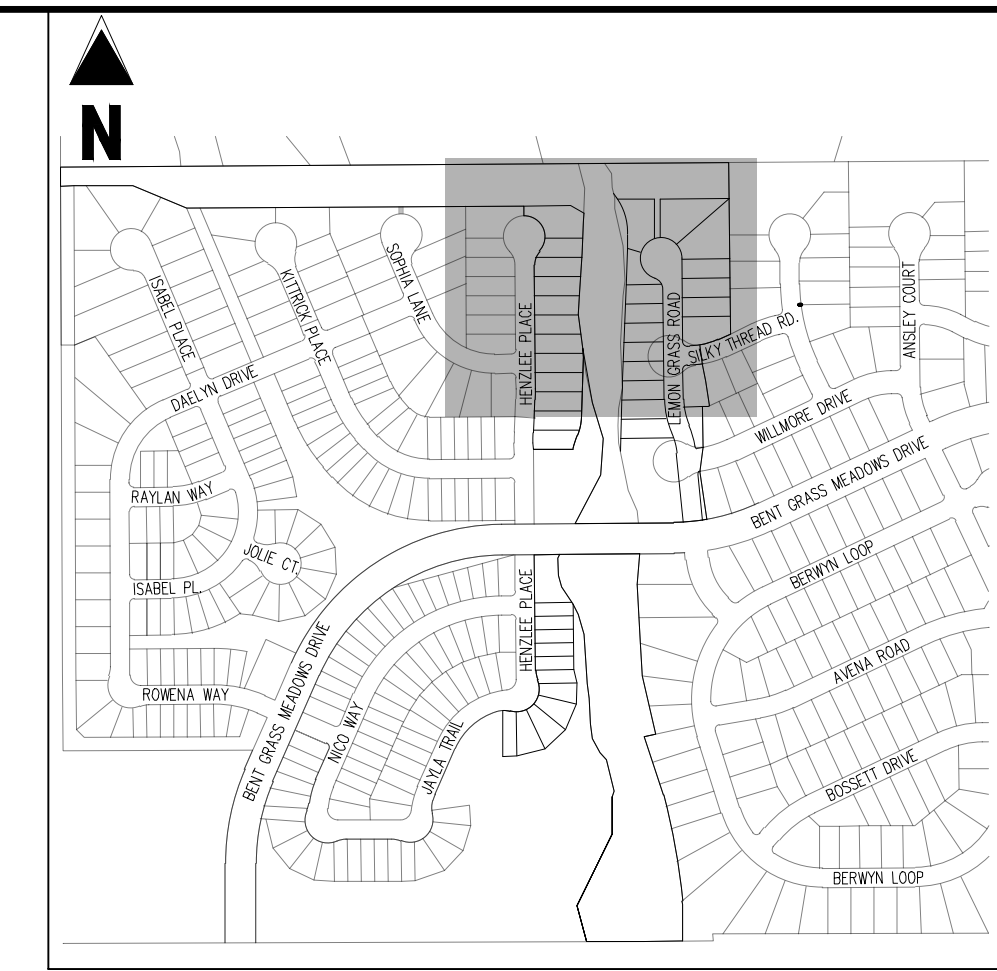 N
ISABEL PLACE
KITTRICK PLACE
SOPHIA LANE
HENZLEE PLACE
LEMON GRASS ROAD
SILKY THREAD RD.
ANSLEY COURT
DAELYN DRIVE
WILLMORE DRIVE
BENT GRASS MEADOWS DRIVE
RAYLAN WAY
JOLIE CT.
BERWYN LOOP
ISABEL PL.
HENZLEE PLACE
AVENA ROAD
ROWENA WAY
BENT GRASS MEADOWS DRIVE
NICO WAY
JAYLA TRAIL
BOSSETT DRIVE
BERWYN LOOP